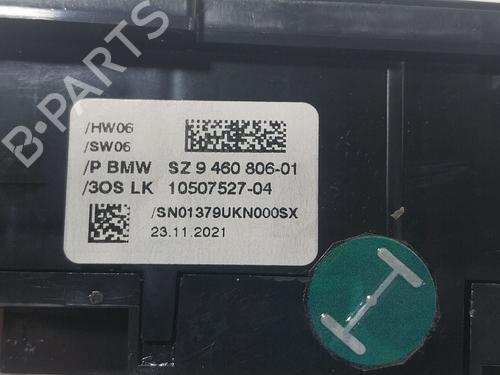 B-PARTS
/HW06
/SW06
/P BMW SZ 9 460 806-01
/3OS LK 10507527-04
/SN01379UKN000SX
23.11.2021